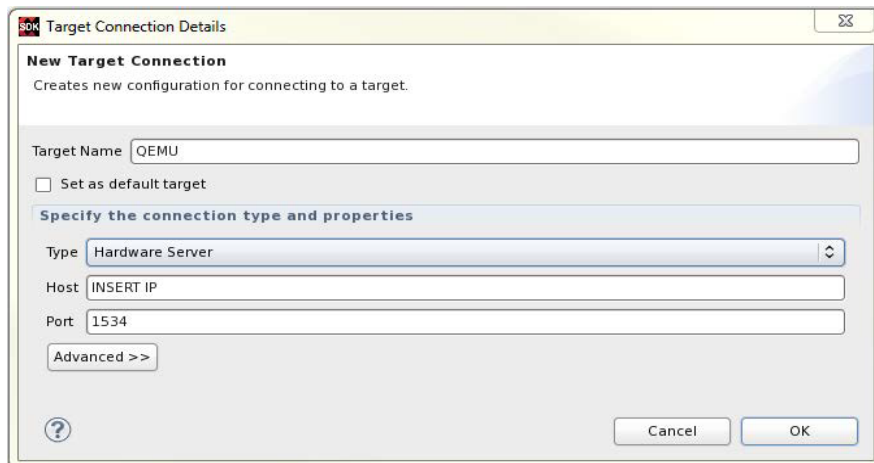 SDK Target Connection Details
New Target Connection
Creates new configuration for connecting to a target.
Target Name QEMU
Set as default target
Specify the connection type and properties
Type Hardware Server
Host INSERT IP
Port 1534
Advanced >>
? Cancel OK